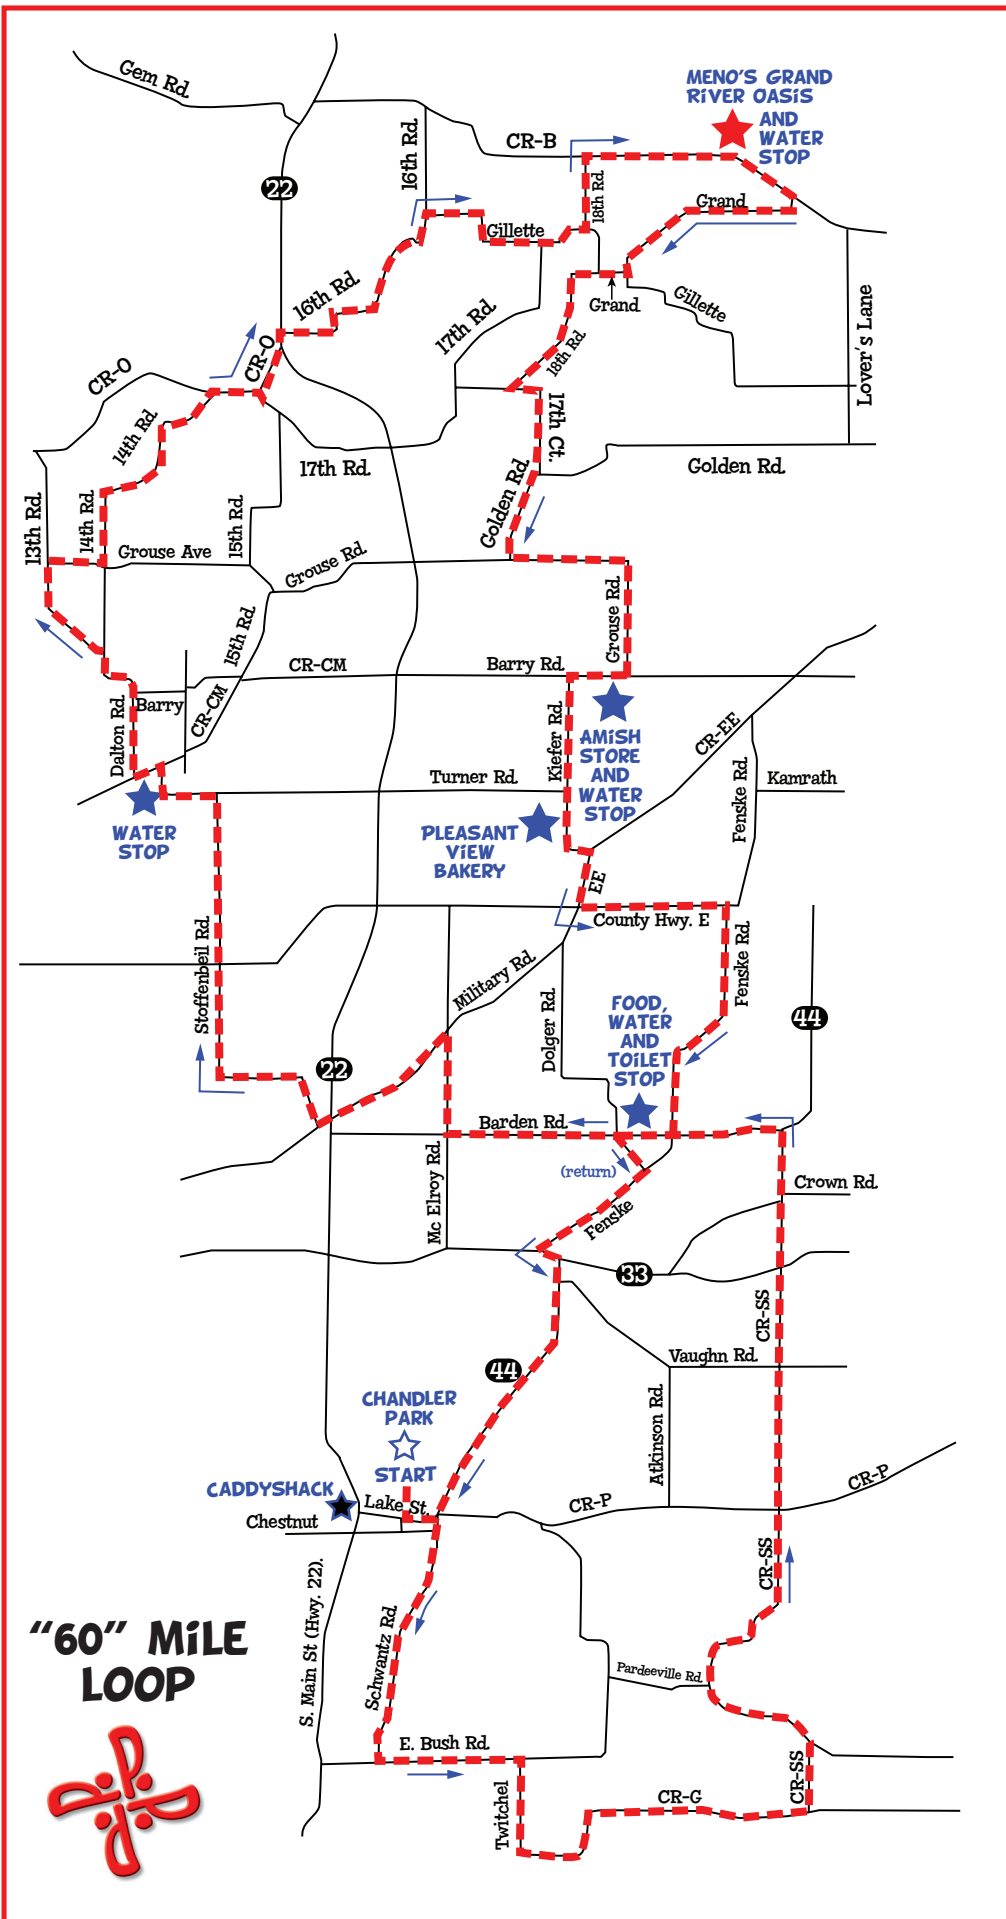 Gem Rd.
MENO'S GRAND
RiVER OASiS
AND
WATER
STOP
CR-B
16th Rd.
22
18th Rd.
Grand
Gillette
16th Rd.
17th Rd.
Grand
Gillette
Lover's Lane
CR-O
CR-O
18th Rd.
14th Rd.
17th Ct.
17th Rd.
Golden Rd.
Golden Rd.
13th Rd.
14th Rd.
15th Rd.
Grouse Ave
Grouse Rd.
Grouse Rd.
15th Rd.
CR-CM
Barry Rd.
Dalton Rd.
Barry
CR-CM
Kiefer Rd.
AMiSH
STORE
AND
WATER
STOP
CR-EE
Fenske Rd.
Kamrath
Turner Rd.
WATER
STOP
PLEASANT
ViEW
BAKERY
EE
County Hwy. E
Stoffenbeil Rd.
Military Rd.
Fenske Rd.
Dolger Rd.
FOOD,
WATER
AND
TOiLET
STOP
44
22
Barden Rd.
(return)
Mc Elroy Rd.
Crown Rd.
Fenske
33
CR-SS
Vaughn Rd.
44
Atkinson Rd.
CHANDLER
PARK
START
CADDYSHACK
Lake St.
Chestnut
CR-P
CR-P
CR-SS
S. Main St (Hwy. 22).
Schwantz Rd.
Pardeeville Rd.
"60" MiLE
LOOP
E. Bush Rd.
Twitchel
CR-G
CR-SS